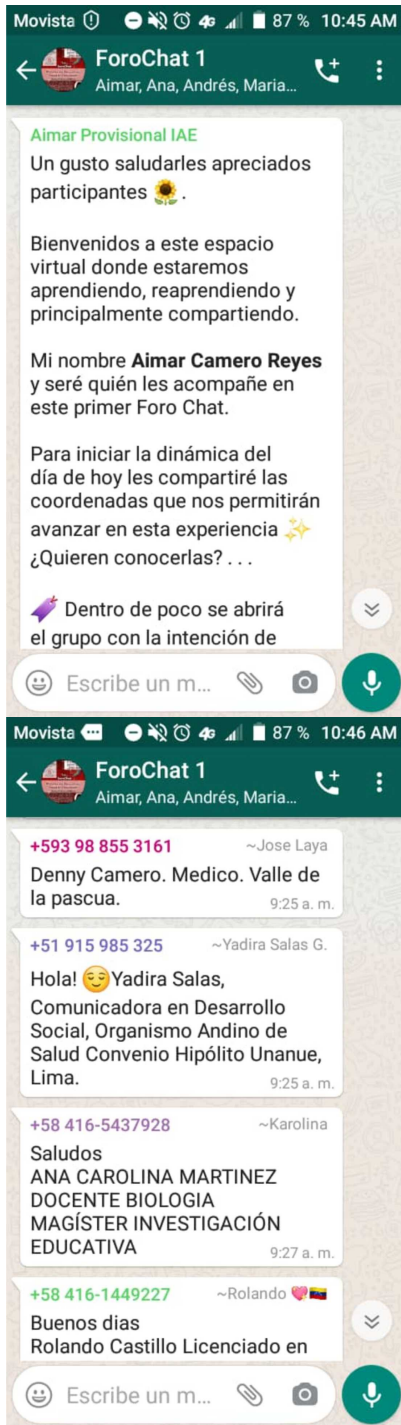 Movista 4G 87 % 10:45 AM
ForoChat 1
Aimar, Ana, Andrés, Maria...
Aimar Provisional IAE
Un gusto saludarles apreciados
participantes 🌻.
Bienvenidos a este espacio
virtual donde estaremos
aprendiendo, reaprendiendo y
principalmente compartiendo.
Mi nombre Aimar Camero Reyes
y seré quién les acompañe en
este primer Foro Chat.
Para iniciar la dinámica del
día de hoy les compartiré las
coordenadas que nos permitirán
avanzar en esta experiencia ✨
¿Quieren conocerlas? . . .
🔖 Dentro de poco se abrirá
el grupo con la intención de
Escribe un m...
Movista 4G 87 % 10:46 AM
ForoChat 1
Aimar, Ana, Andrés, Maria...
+593 98 855 3161 ~Jose Laya
Denny Camero. Medico. Valle de
la pascua. 9:25 a. m.
+51 915 985 325 ~Yadira Salas G.
Hola! 😌Yadira Salas,
Comunicadora en Desarrollo
Social, Organismo Andino de
Salud Convenio Hipólito Unanue,
Lima. 9:25 a. m.
+58 416-5437928 ~Karolina
Saludos
ANA CAROLINA MARTINEZ
DOCENTE BIOLOGIA
MAGÍSTER INVESTIGACIÓN
EDUCATIVA 9:27 a. m.
+58 416-1449227 ~Rolando 💖🇻🇪
Buenos dias
Rolando Castillo Licenciado en
Escribe un m...